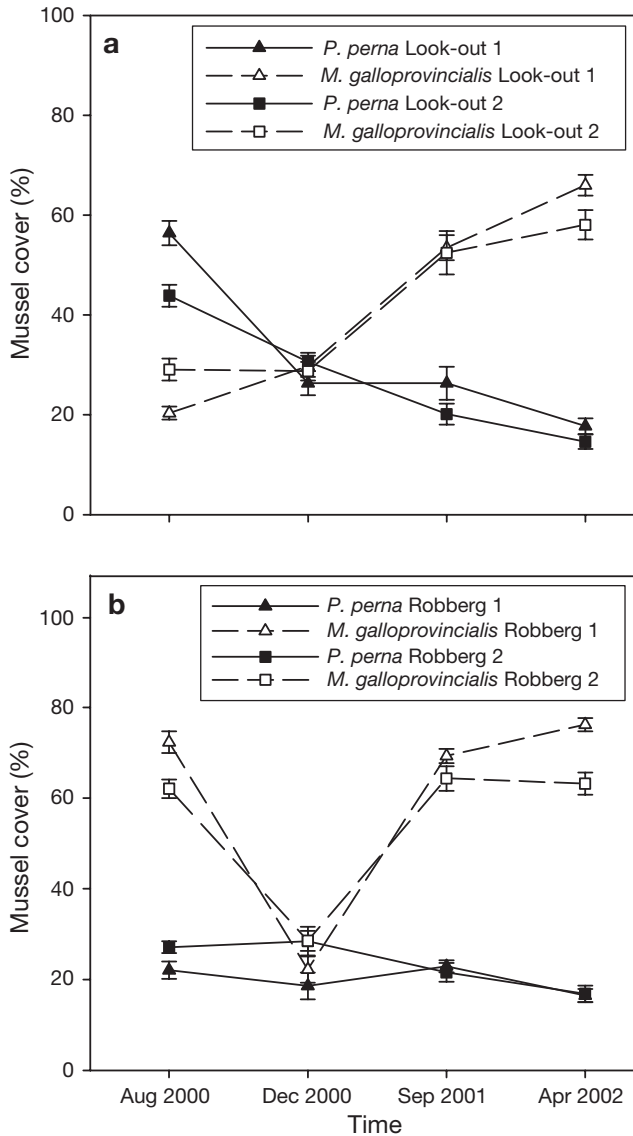 a
P. perna Look-out 1
M. galloprovincialis Look-out 1
P. perna Look-out 2
M. galloprovincialis Look-out 2
Mussel cover (%)
100
80
60
40
20
0
b
P. perna Robberg 1
M. galloprovincialis Robberg 1
P. perna Robberg 2
M. galloprovincialis Robberg 2
Mussel cover (%)
100
80
60
40
20
0
Aug 2000 Dec 2000 Sep 2001 Apr 2002
Time